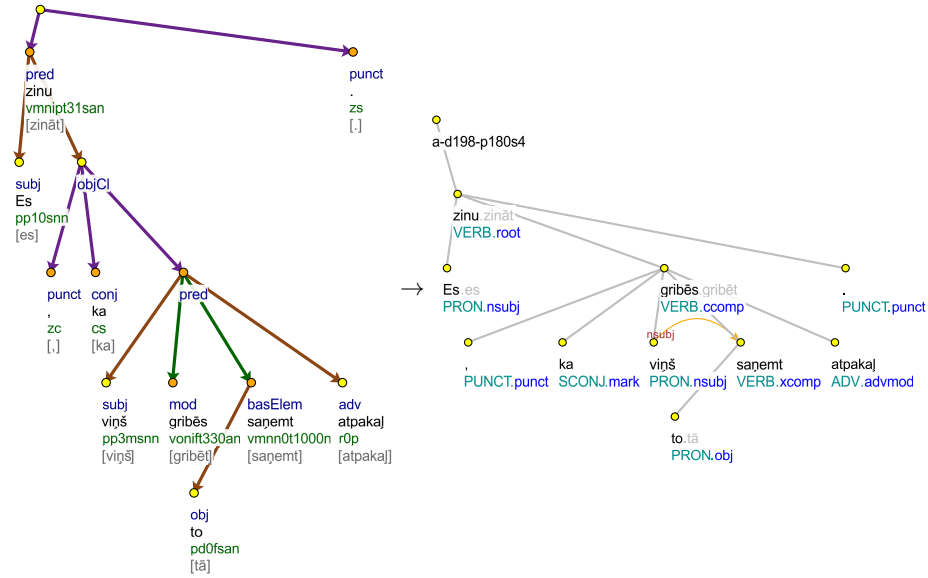 pred
zinu
vmnipt31san
[zināt]
punct
.
zs
[.]
subj
Es
pp10snn
[es]
objCl
punct
,
zc
[,]
conj
ka
cs
[ka]
pred
subj
viņš
pp3msnn
[viņš]
mod
gribēs
vonift330an
[gribēt]
basElem
saņemt
vmnn0t1000n
[saņemt]
adv
atpakaļ
r0p
[atpakaļ]
obj
to
pd0fsan
[tā]
→
a-d198-p180s4
zinu.zināt
VERB.root
Es.es
PRON.nsubj
gribēs.gribēt
VERB.ccomp
.
PUNCT.punct
nsubj
,
PUNCT.punct
ka
SCONJ.mark
viņš
PRON.nsubj
saņemt
VERB.xcomp
atpakaļ
ADV.advmod
to.tā
PRON.obj